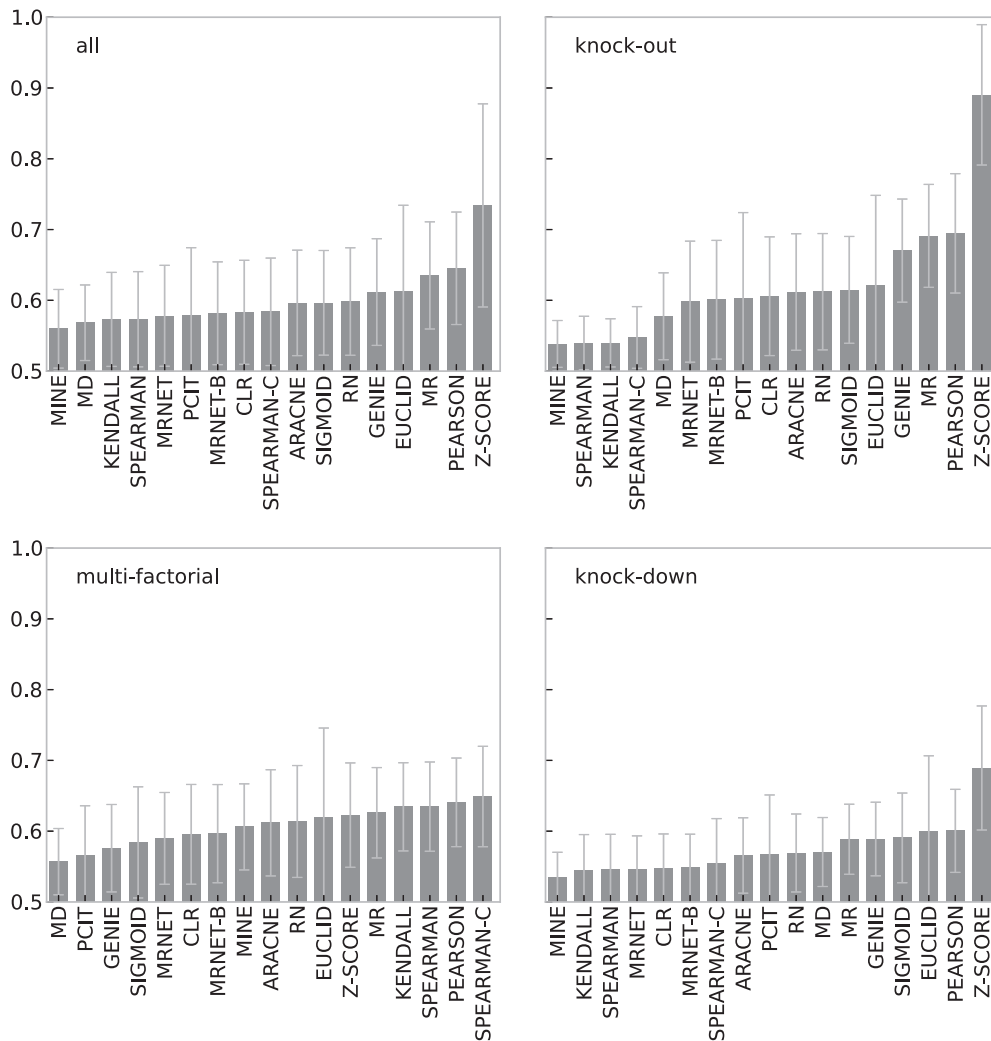 all
knock-out
1.0
0.9
0.8
0.7
0.6
0.5
MINE
MD
KENDALL
SPEARMAN
MRNET
PCIT
MRNET-B
CLR
SPEARMAN-C
ARACNE
SIGMOID
RN
GENIE
EUCLID
MR
PEARSON
Z-SCORE
MINE
SPEARMAN
KENDALL
SPEARMAN-C
MD
MRNET
MRNET-B
PCIT
CLR
ARACNE
RN
SIGMOID
EUCLID
GENIE
MR
PEARSON
Z-SCORE
multi-factorial
knock-down
1.0
0.9
0.8
0.7
0.6
0.5
MD
PCIT
GENIE
SIGMOID
MRNET
CLR
MRNET-B
MINE
ARACNE
RN
EUCLID
Z-SCORE
MR
KENDALL
SPEARMAN
PEARSON
SPEARMAN-C
MINE
KENDALL
SPEARMAN
MRNET
CLR
MRNET-B
SPEARMAN-C
ARACNE
PCIT
RN
MD
MR
GENIE
SIGMOID
EUCLID
PEARSON
Z-SCORE